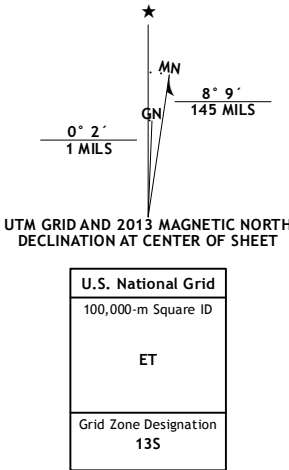 ★
MN
GN
8° 9´
145 MILS
0° 2´
1 MILS
UTM GRID AND 2013 MAGNETIC NORTH
DECLINATION AT CENTER OF SHEET
U.S. National Grid
100,000-m Square ID
ET
Grid Zone Designation
13S